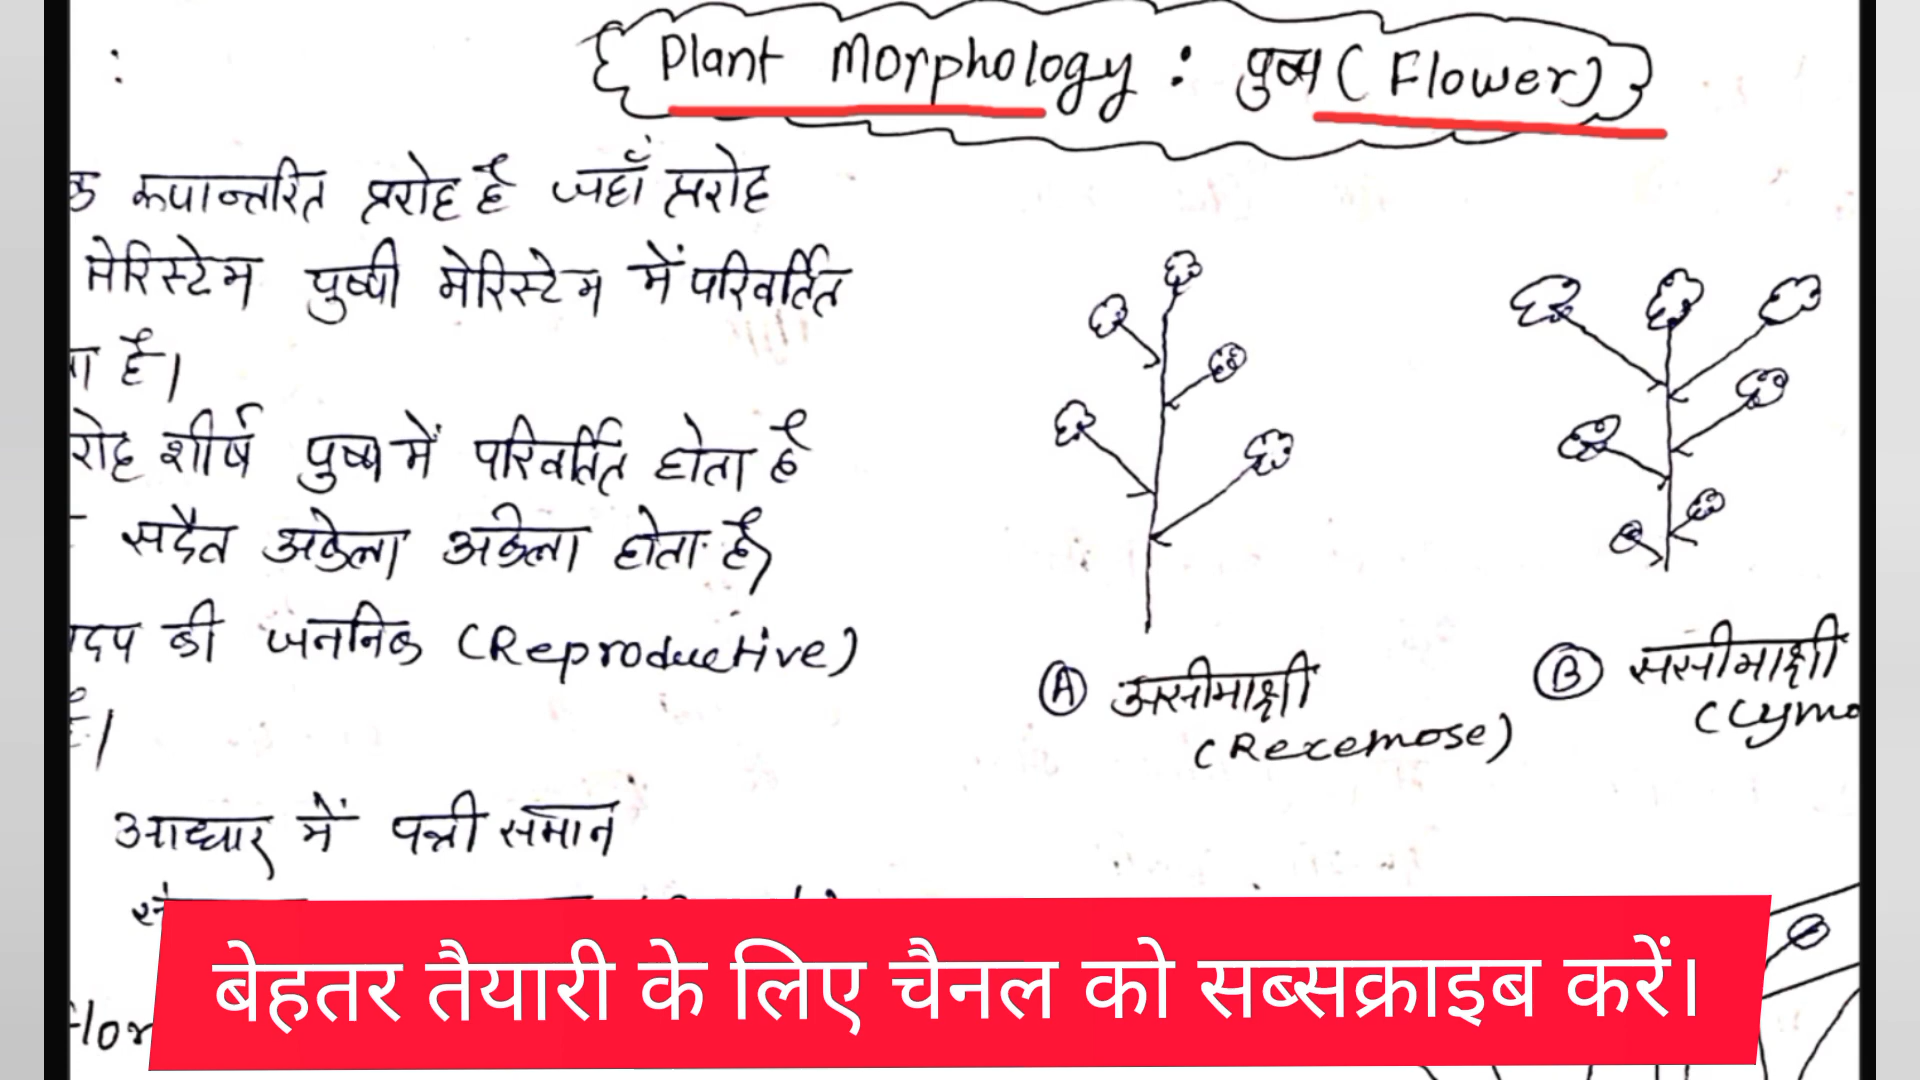 { Plant Morphology : पुष्प (Flower) }
:
रूपान्तरित प्ररोह है जहाँ प्ररोह
मेरिस्टेम पुष्पी मेरिस्टेम में परिवर्तित
है।
शीर्ष पुष्प में परिवर्तित होता है
सदैव अकेला अकेला होता है
की जननिक (Reproductive)
आधार में पत्ती समान
Ⓐ असीमाक्षी
(Recemose)
Ⓑ ससीमाक्षी
(Cymo
बेहतर तैयारी के लिए चैनल को सब्सक्राइब करें।